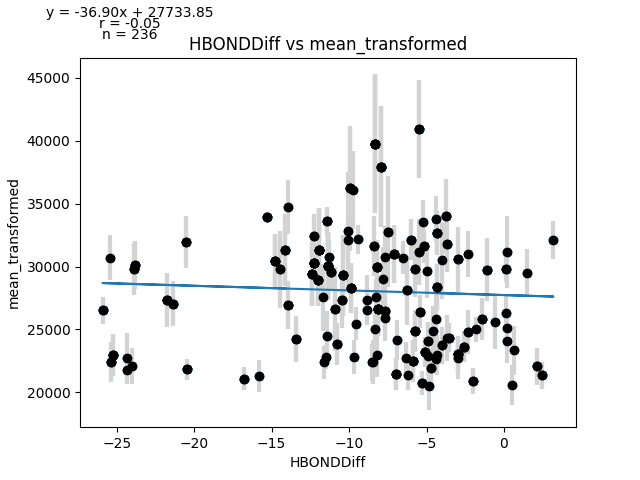 y = -36.90x + 27733.85
r = -0.05
n = 236
HBONDDiff vs mean_transformed
45000
40000
35000
30000
25000
20000
mean_transformed
−25
−20
−15
−10
−5
0
HBONDDiff